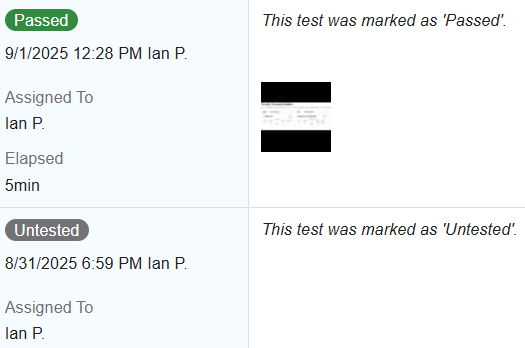 Passed
This test was marked as 'Passed'.
9/1/2025 12:28 PM Ian P.
Assigned To
Ian P.
Elapsed
5min
Untested
This test was marked as 'Untested'.
8/31/2025 6:59 PM Ian P.
Assigned To
Ian P.